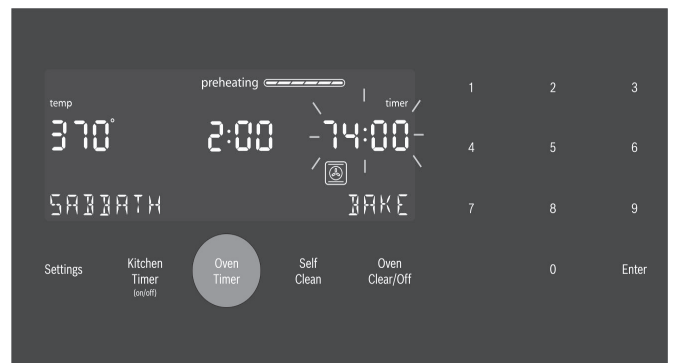 preheating
temp
timer
370°
2:00
74:00
SABBATH
BAKE
Settings
Kitchen
Timer
(on/off)
Oven
Timer
Self
Clean
Oven
Clear/Off
1 2 3
4 5 6
7 8 9
0 Enter